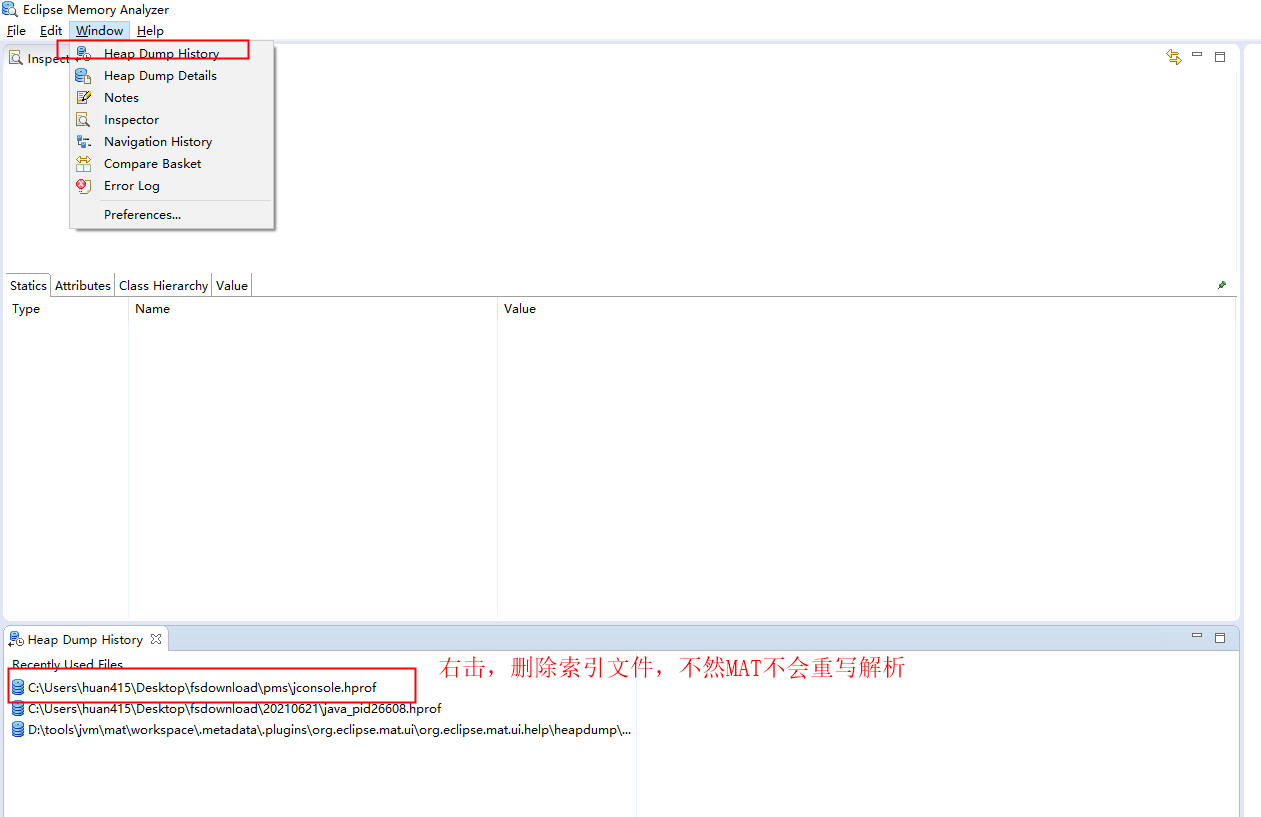 Eclipse Memory Analyzer
File Edit Window Help
Inspect
Heap Dump History
Heap Dump Details
Notes
Inspector
Navigation History
Compare Basket
Error Log
Preferences...
Statics Attributes Class Hierarchy Value
Type Name Value
Heap Dump History
Recently Used Files
右击，删除索引文件，不然MAT不会重写解析
C:\Users\huan415\Desktop\fsdownload\pms\jconsole.hprof
C:\Users\huan415\Desktop\fsdownload\20210621\java_pid26608.hprof
D:\tools\jvm\mat\workspace\.metadata\.plugins\org.eclipse.mat.ui\org.eclipse.mat.ui.help\heapdump\...